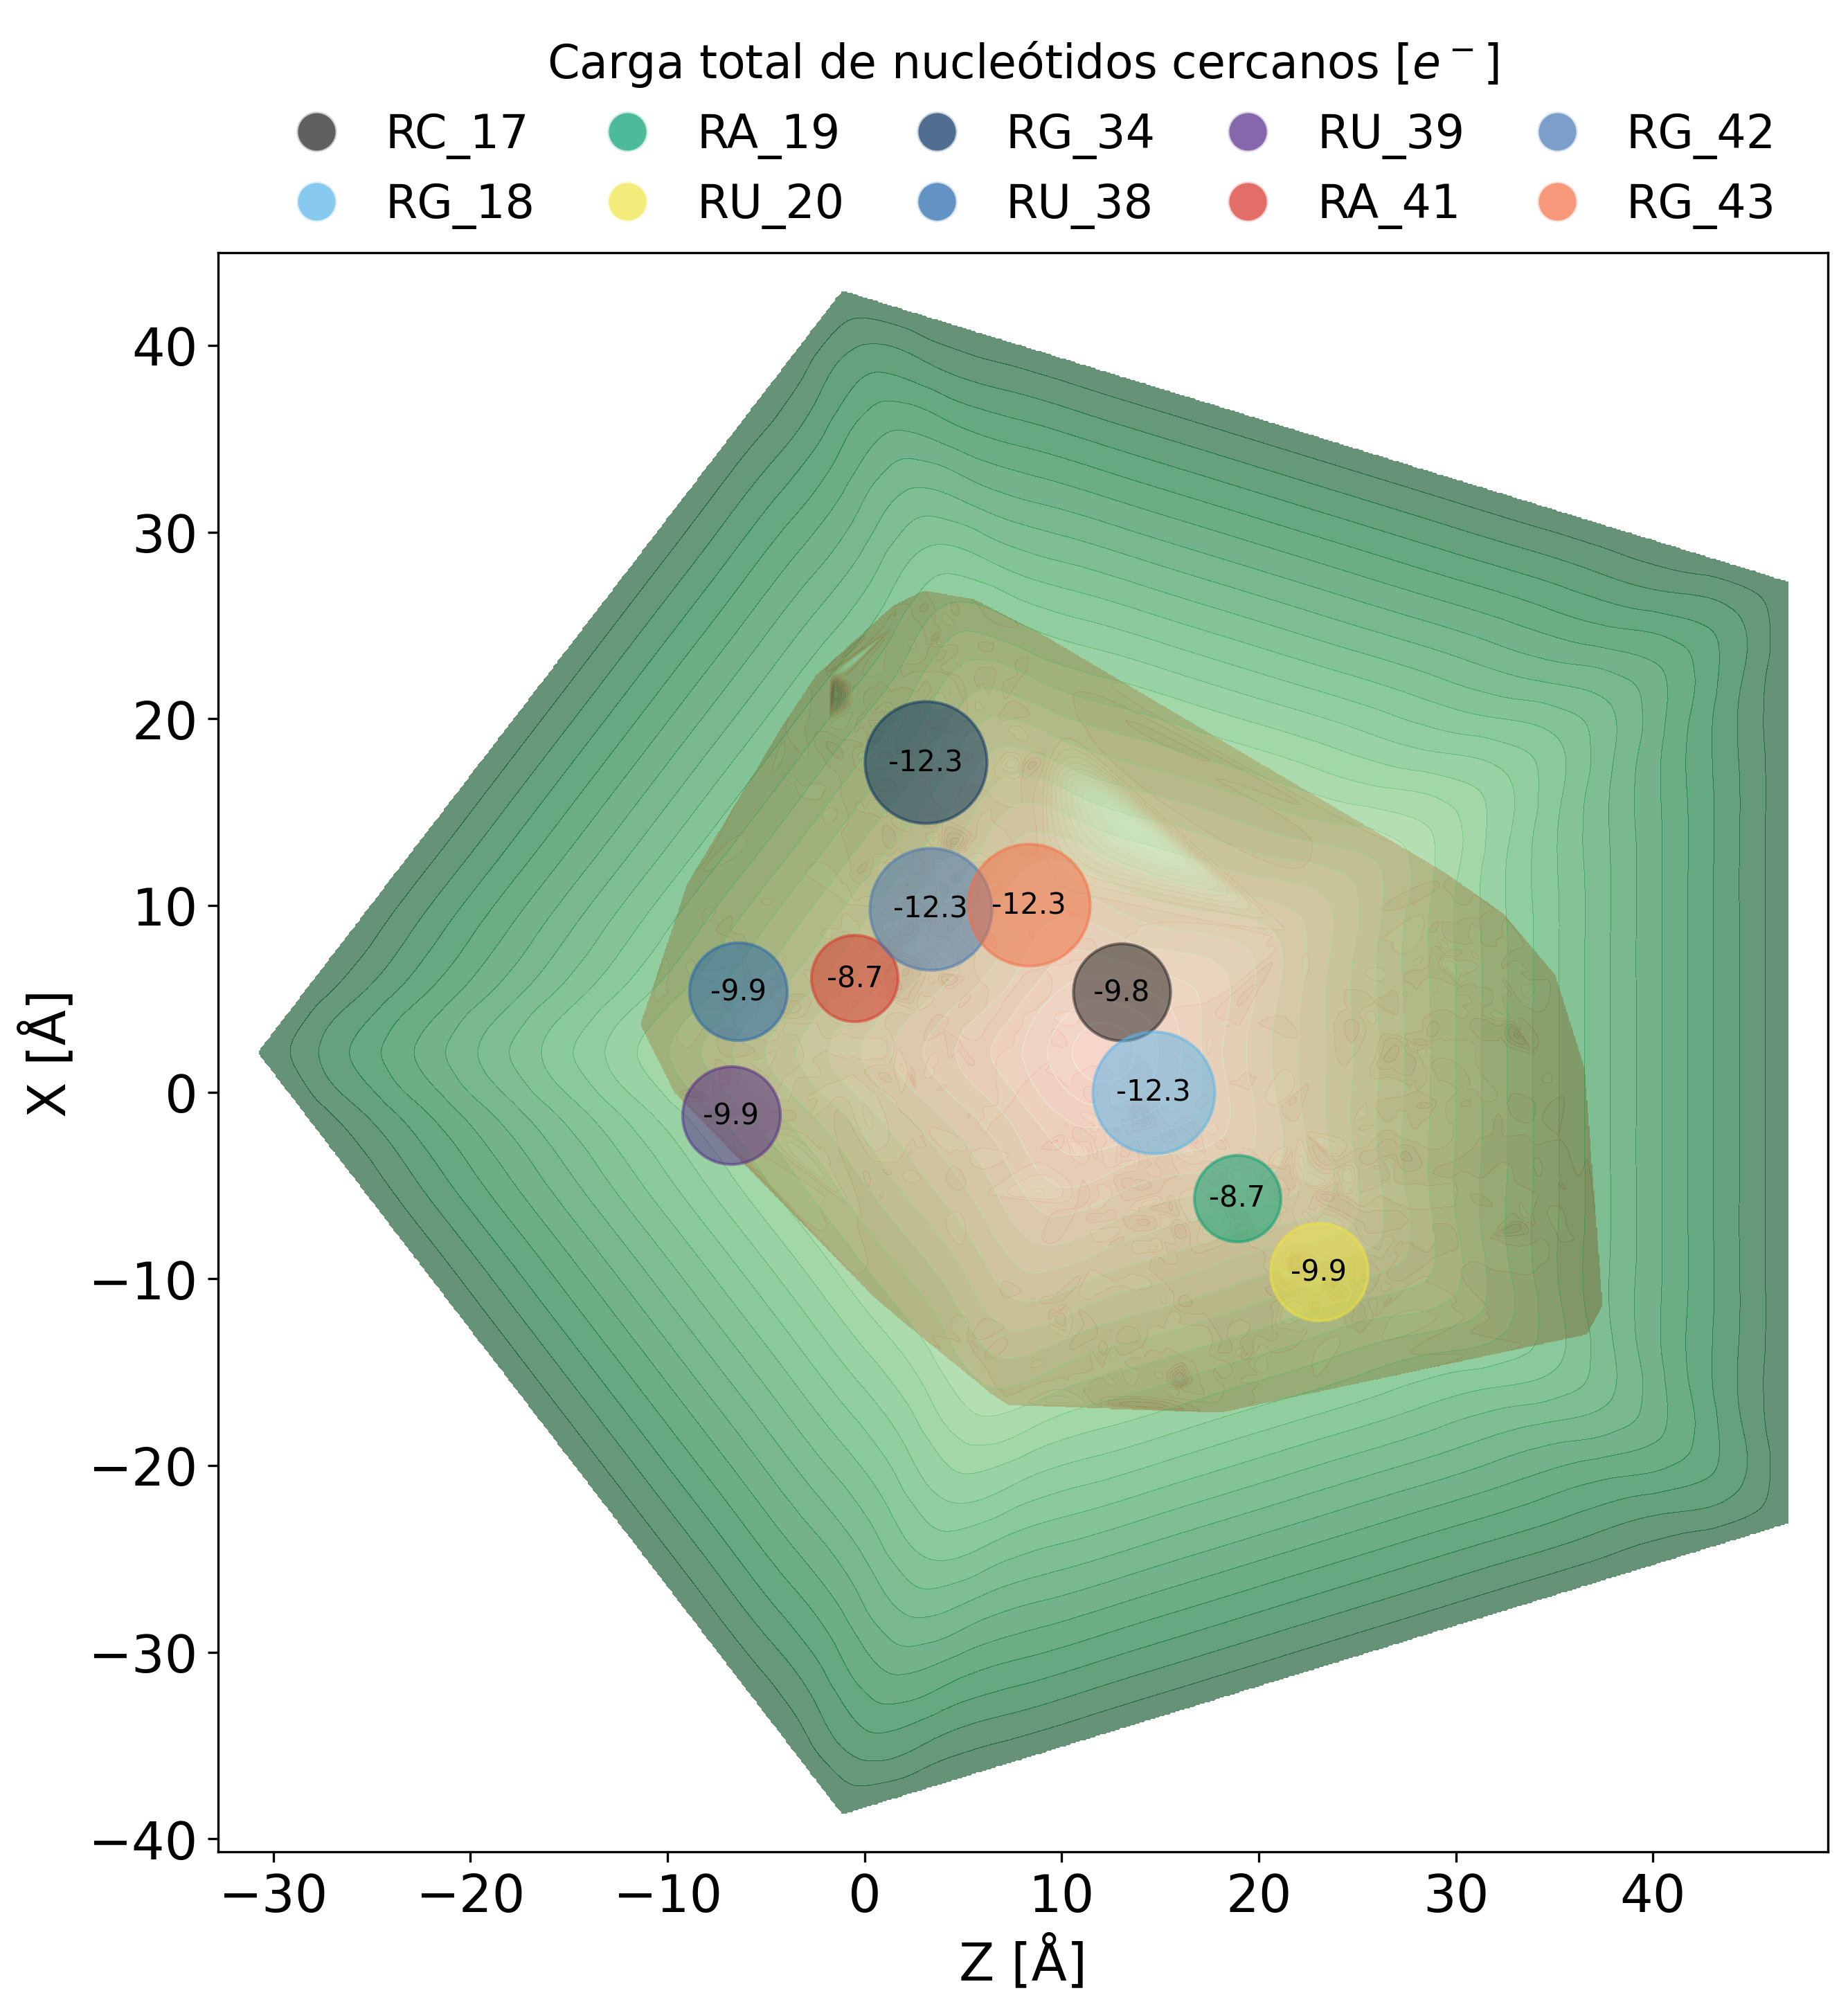 Carga total de nucleótidos cercanos [e⁻]
RC_17 RA_19 RG_34 RU_39 RG_42
RG_18 RU_20 RU_38 RA_41 RG_43
40
30
20
-12.3
10
-12.3 -12.3
-9.9 -8.7 -9.8
X [Å]
0
-9.9 -12.3
-8.7
−10
-9.9
−20
−30
−40
−30 −20 −10 0 10 20 30 40
Z [Å]